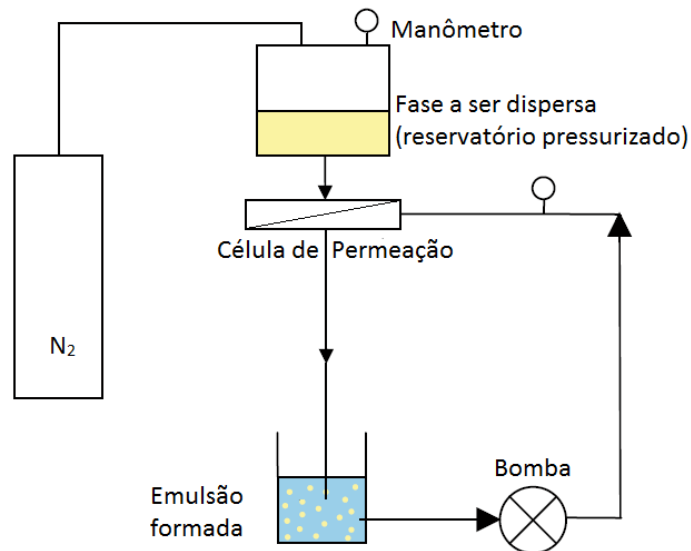 Manômetro
Fase a ser dispersa
(reservatório pressurizado)
Célula de Permeação
N₂
Bomba
Emulsão
formada